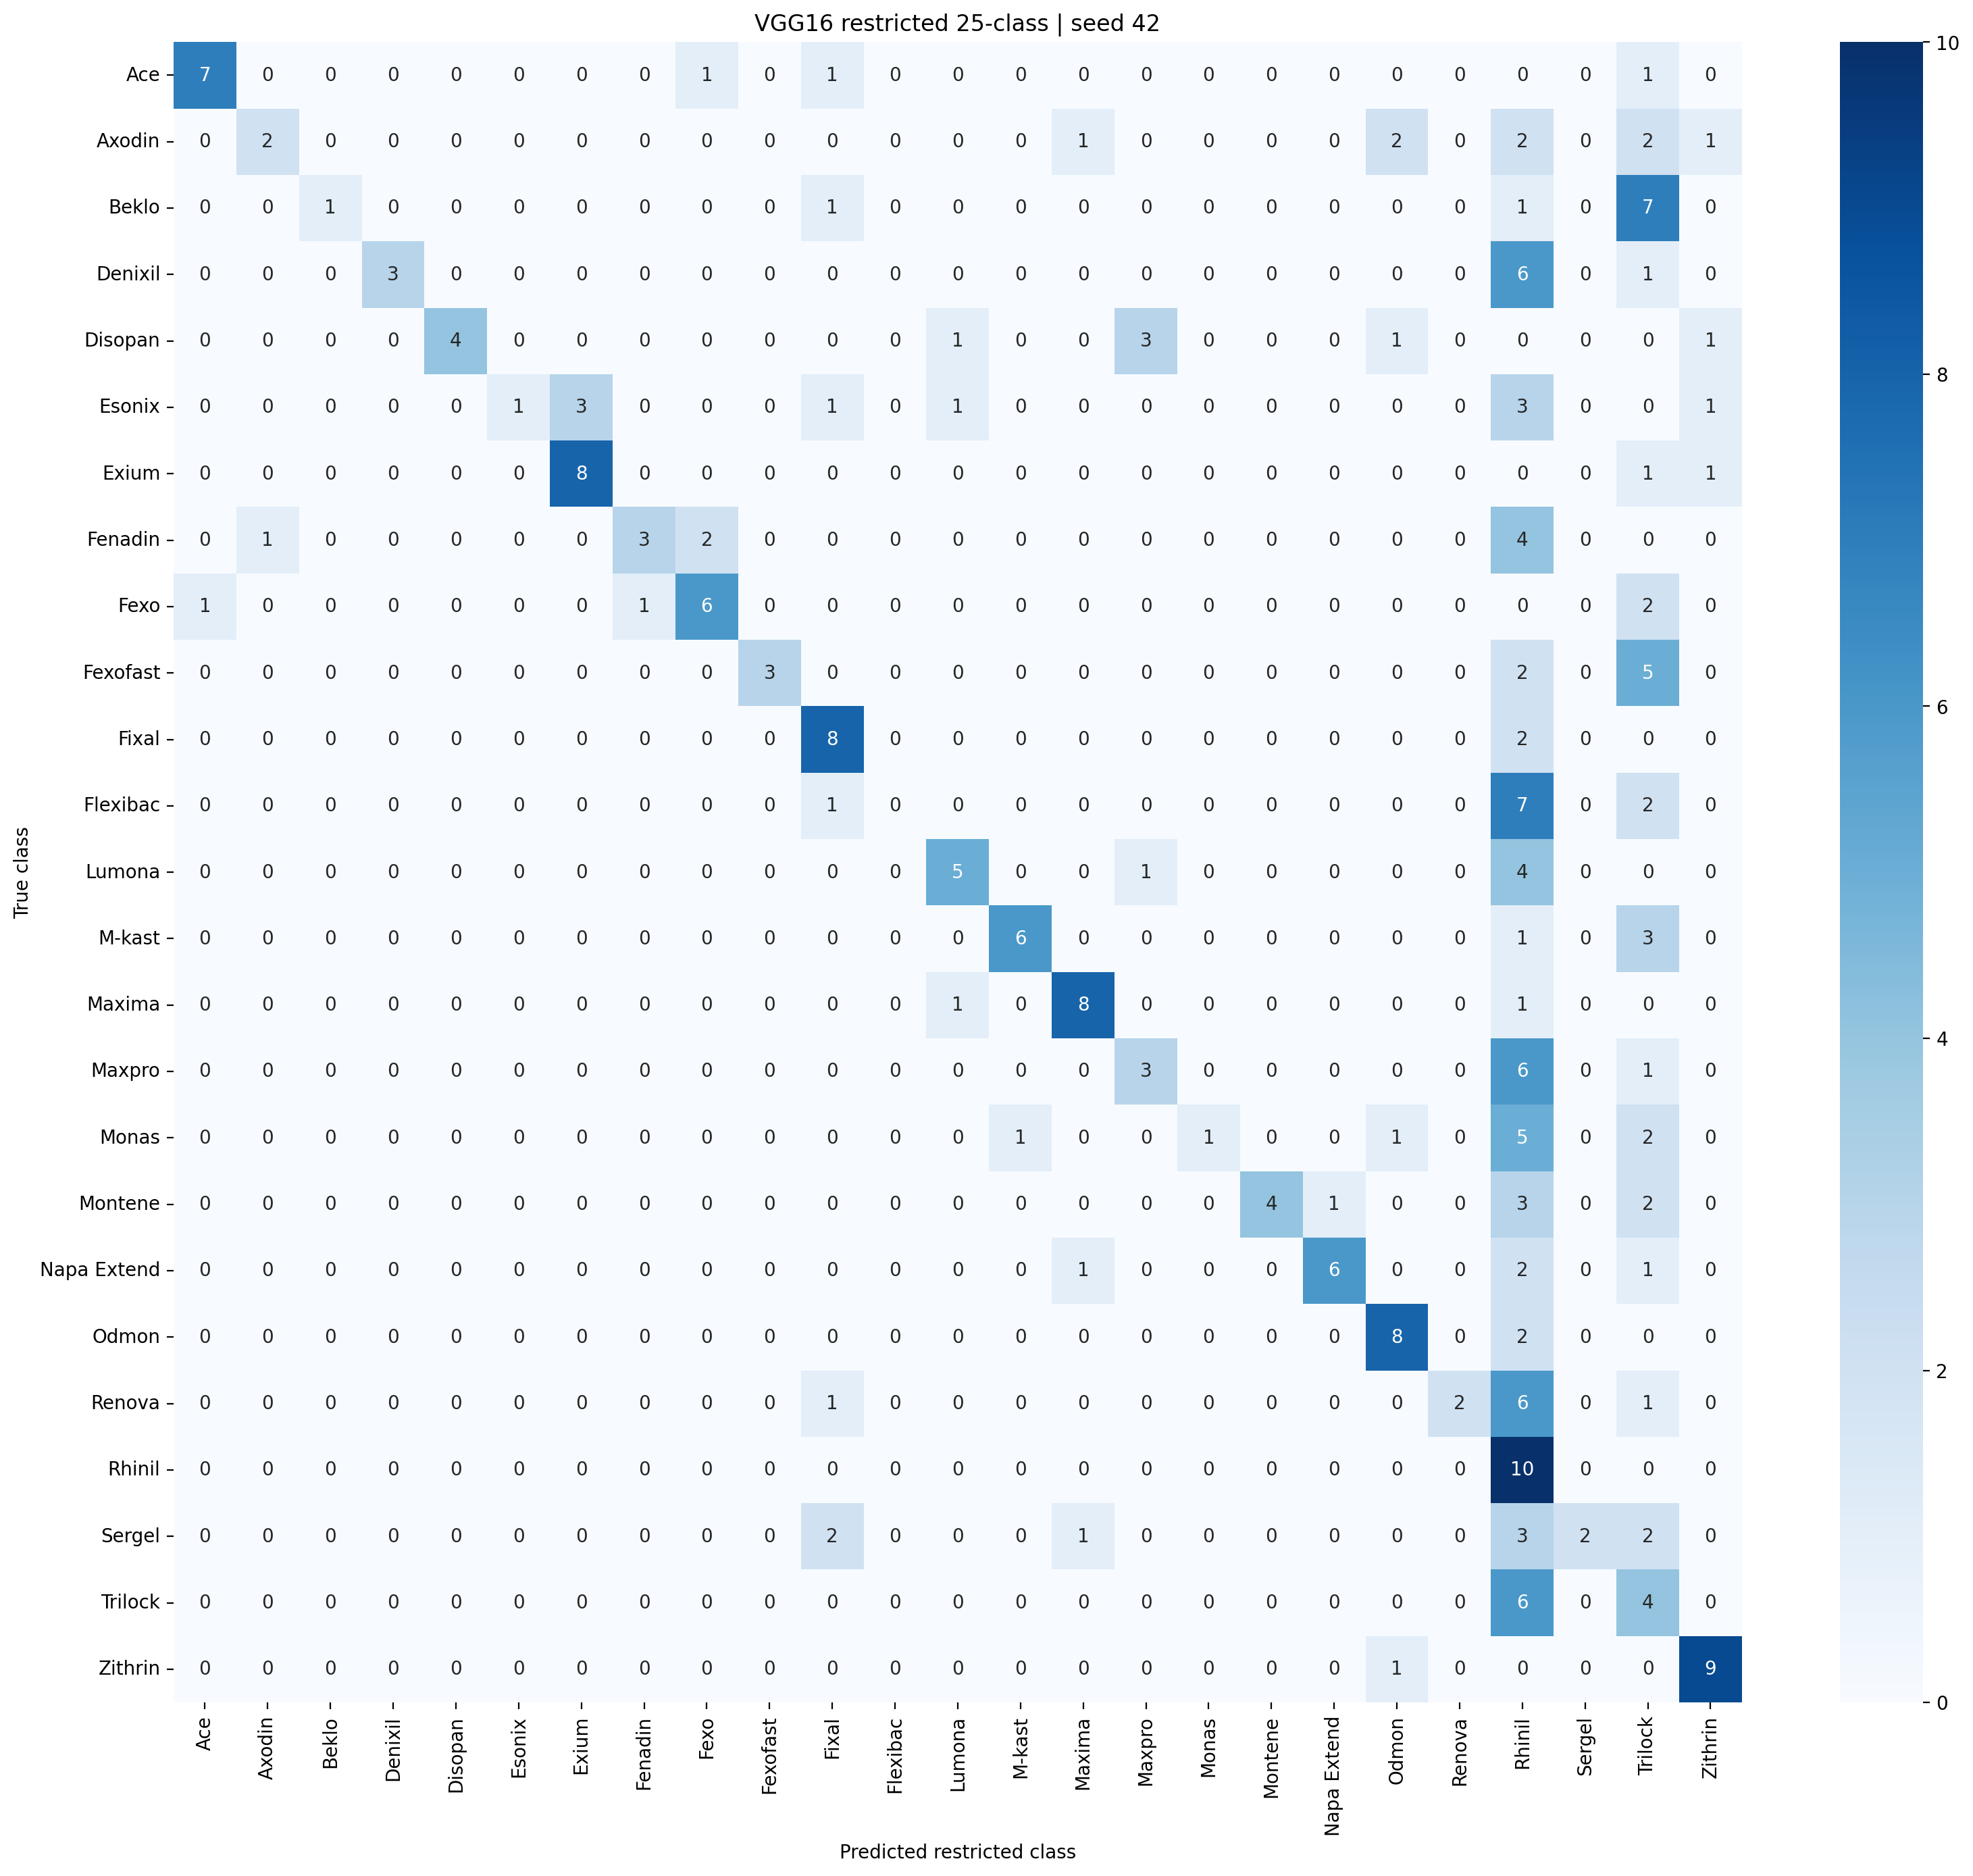 VGG16 restricted 25-class | seed 42
Ace 7 0 0 0 0 0 0 0 1 0 1 0 0 0 0 0 0 0 0 0 0 0 0 1 0
Axodin 0 2 0 0 0 0 0 0 0 0 0 0 0 0 1 0 0 0 0 2 0 2 0 2 1
Beklo 0 0 1 0 0 0 0 0 0 0 1 0 0 0 0 0 0 0 0 0 0 1 0 7 0
Denixil 0 0 0 3 0 0 0 0 0 0 0 0 0 0 0 0 0 0 0 0 0 6 0 1 0
Disopan 0 0 0 0 4 0 0 0 0 0 0 0 1 0 0 3 0 0 0 1 0 0 0 0 1
Esonix 0 0 0 0 0 1 3 0 0 0 1 0 1 0 0 0 0 0 0 0 0 3 0 0 1
Exium 0 0 0 0 0 0 8 0 0 0 0 0 0 0 0 0 0 0 0 0 0 0 0 1 1
Fenadin 0 1 0 0 0 0 0 3 2 0 0 0 0 0 0 0 0 0 0 0 0 4 0 0 0
Fexo 1 0 0 0 0 0 0 1 6 0 0 0 0 0 0 0 0 0 0 0 0 0 0 2 0
Fexofast 0 0 0 0 0 0 0 0 0 3 0 0 0 0 0 0 0 0 0 0 0 2 0 5 0
Fixal 0 0 0 0 0 0 0 0 0 0 8 0 0 0 0 0 0 0 0 0 0 2 0 0 0
Flexibac 0 0 0 0 0 0 0 0 0 0 1 0 0 0 0 0 0 0 0 0 0 7 0 2 0
Lumona 0 0 0 0 0 0 0 0 0 0 0 0 5 0 0 1 0 0 0 0 0 4 0 0 0
M-kast 0 0 0 0 0 0 0 0 0 0 0 0 0 6 0 0 0 0 0 0 0 1 0 3 0
Maxima 0 0 0 0 0 0 0 0 0 0 0 0 1 0 8 0 0 0 0 0 0 1 0 0 0
Maxpro 0 0 0 0 0 0 0 0 0 0 0 0 0 0 0 3 0 0 0 0 0 6 0 1 0
Monas 0 0 0 0 0 0 0 0 0 0 0 0 0 1 0 0 1 0 0 1 0 5 0 2 0
Montene 0 0 0 0 0 0 0 0 0 0 0 0 0 0 0 0 0 4 1 0 0 3 0 2 0
Napa Extend 0 0 0 0 0 0 0 0 0 0 0 0 0 0 1 0 0 0 6 0 0 2 0 1 0
Odmon 0 0 0 0 0 0 0 0 0 0 0 0 0 0 0 0 0 0 0 8 0 2 0 0 0
Renova 0 0 0 0 0 0 0 0 0 0 1 0 0 0 0 0 0 0 0 0 2 6 0 1 0
Rhinil 0 0 0 0 0 0 0 0 0 0 0 0 0 0 0 0 0 0 0 0 0 10 0 0 0
Sergel 0 0 0 0 0 0 0 0 0 0 2 0 0 0 1 0 0 0 0 0 0 3 2 2 0
Trilock 0 0 0 0 0 0 0 0 0 0 0 0 0 0 0 0 0 0 0 0 0 6 0 4 0
Zithrin 0 0 0 0 0 0 0 0 0 0 0 0 0 0 0 0 0 0 0 1 0 0 0 0 9
Ace Axodin Beklo Denixil Disopan Esonix Exium Fenadin Fexo Fexofast Fixal Flexibac Lumona M-kast Maxima Maxpro Monas Montene Napa Extend Odmon Renova Rhinil Sergel Trilock Zithrin
Predicted restricted class
True class
10
8
6
4
2
0